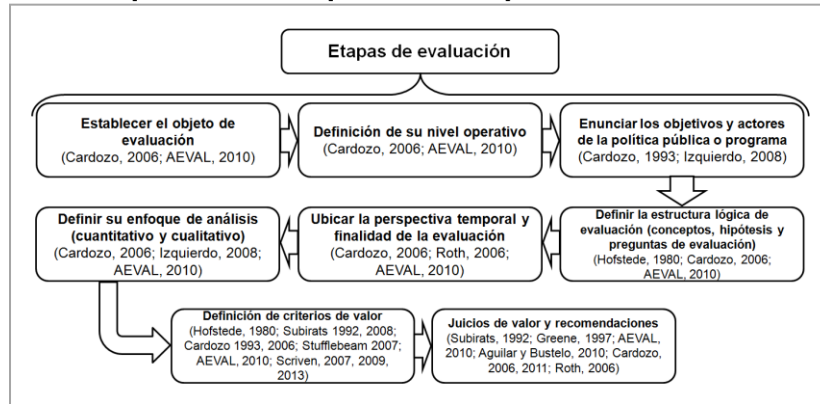 Etapas de evaluación
Establecer el objeto de
evaluación
(Cardozo, 2006; AEVAL, 2010)
Definición de su nivel operativo
(Cardozo, 2006; AEVAL, 2010)
Enunciar los objetivos y actores
de la política pública o programa
(Cardozo, 1993; Izquierdo, 2008)
Definir la estructura lógica de
evaluación (conceptos, hipótesis y
preguntas de evaluación)
(Hofstede, 1980; Cardozo, 2006;
AEVAL, 2010)
Ubicar la perspectiva temporal y
finalidad de la evaluación
(Cardozo, 2006; Roth, 2006;
AEVAL, 2010)
Definir su enfoque de análisis
(cuantitativo y cualitativo)
(Cardozo, 2006; Izquierdo, 2008;
AEVAL, 2010)
Definición de criterios de valor
(Hofstede, 1980; Subirats 1992, 2008;
Cardozo 1993, 2006; Stufflebeam 2007;
AEVAL, 2010; Scriven, 2007, 2009,
2013)
Juicios de valor y recomendaciones
(Subirats, 1992; Greene, 1997; AEVAL,
2010; Aguilar y Bustelo, 2010; Cardozo,
2006, 2011; Roth, 2006)